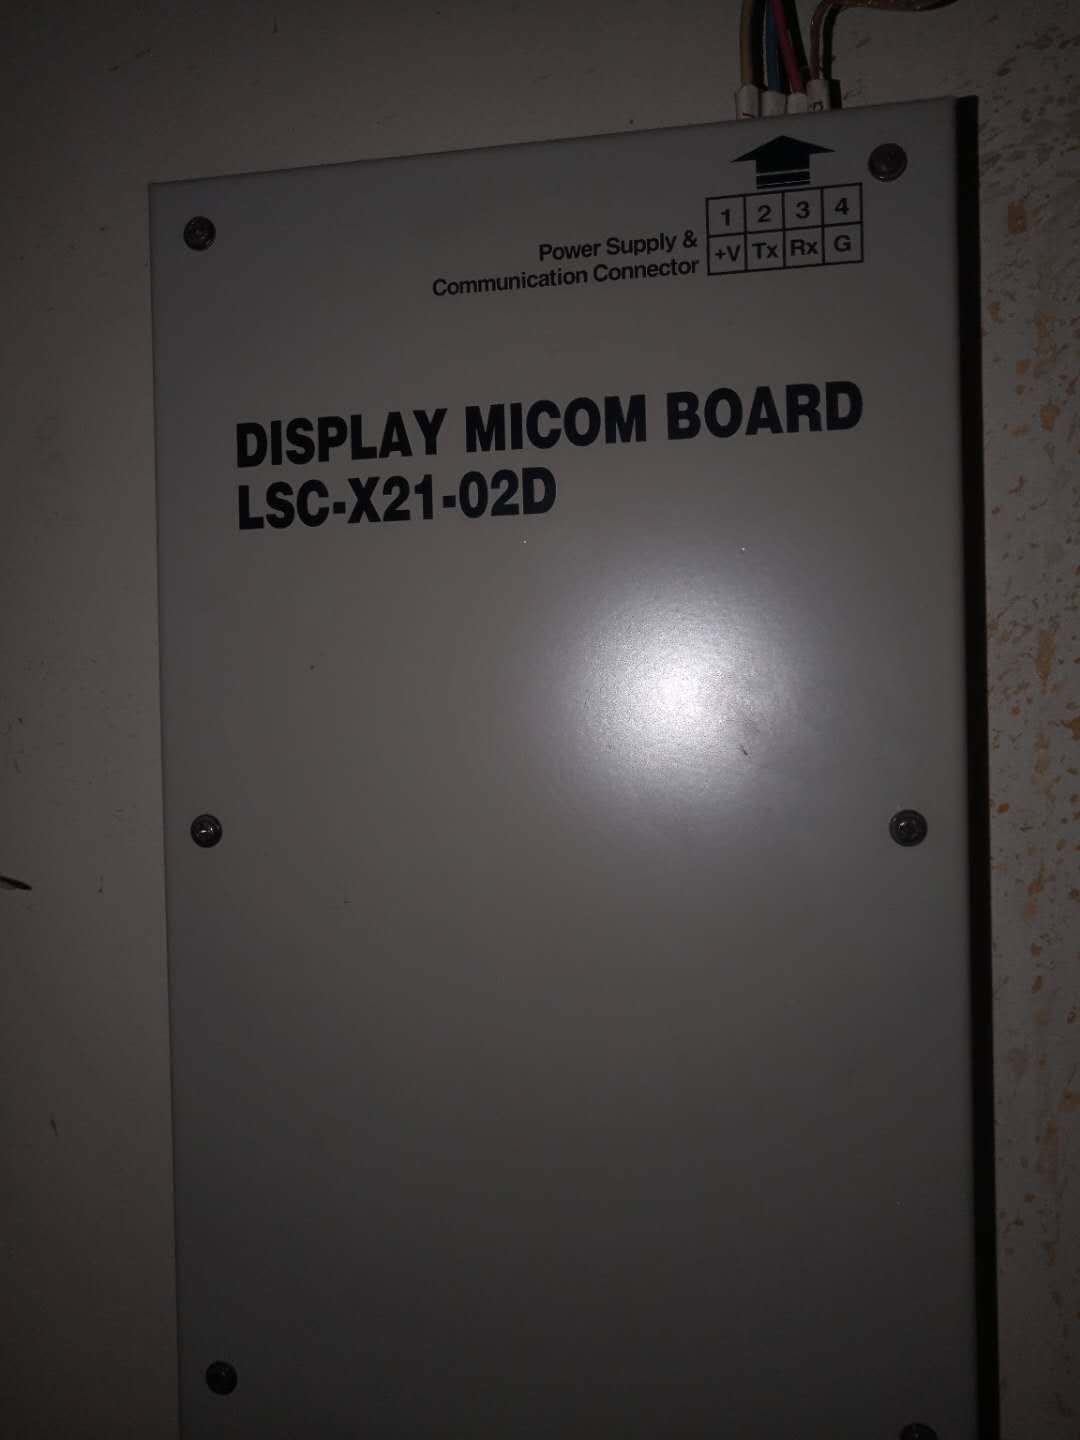 1 2 3 4
+V Tx Rx G
Power Supply &
Communication Connector
DISPLAY MICOM BOARD
LSC-X21-02D